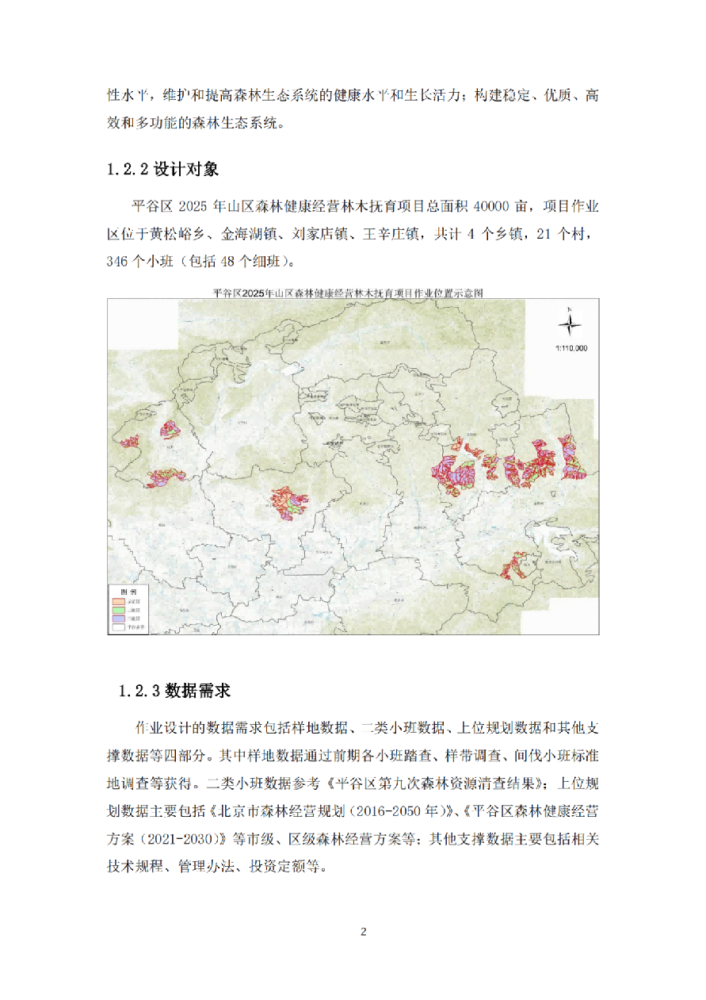 性水平，维护和提高森林生态系统的健康水平和生长活力；构建稳定、优质、高
效和多功能的森林生态系统。
1.2.2 设计对象
平谷区 2025 年山区森林健康经营林木抚育项目总面积 40000 亩，项目作业
区位于黄松峪乡、金海湖镇、刘家店镇、王辛庄镇，共计 4 个乡镇，21 个村，
346 个小班（包括 48 个细班）。
平谷区2025年山区森林健康经营林木抚育项目作业位置示意图
N
1:110,000
图 例
示范区
二般区
平谷乡界
1.2.3 数据需求
作业设计的数据需求包括样地数据、二类小班数据、上位规划数据和其他支
撑数据等四部分。其中样地数据通过前期各小班踏查、样带调查、间伐小班标准
地调查等获得。二类小班数据参考《平谷区第九次森林资源清查结果》；上位规
划数据主要包括《北京市森林经营规划（2016-2050 年）》、《平谷区森林健康经营
方案（2021-2030）》等市级、区级森林经营方案等；其他支撑数据主要包括相关
技术规程、管理办法、投资定额等。
2